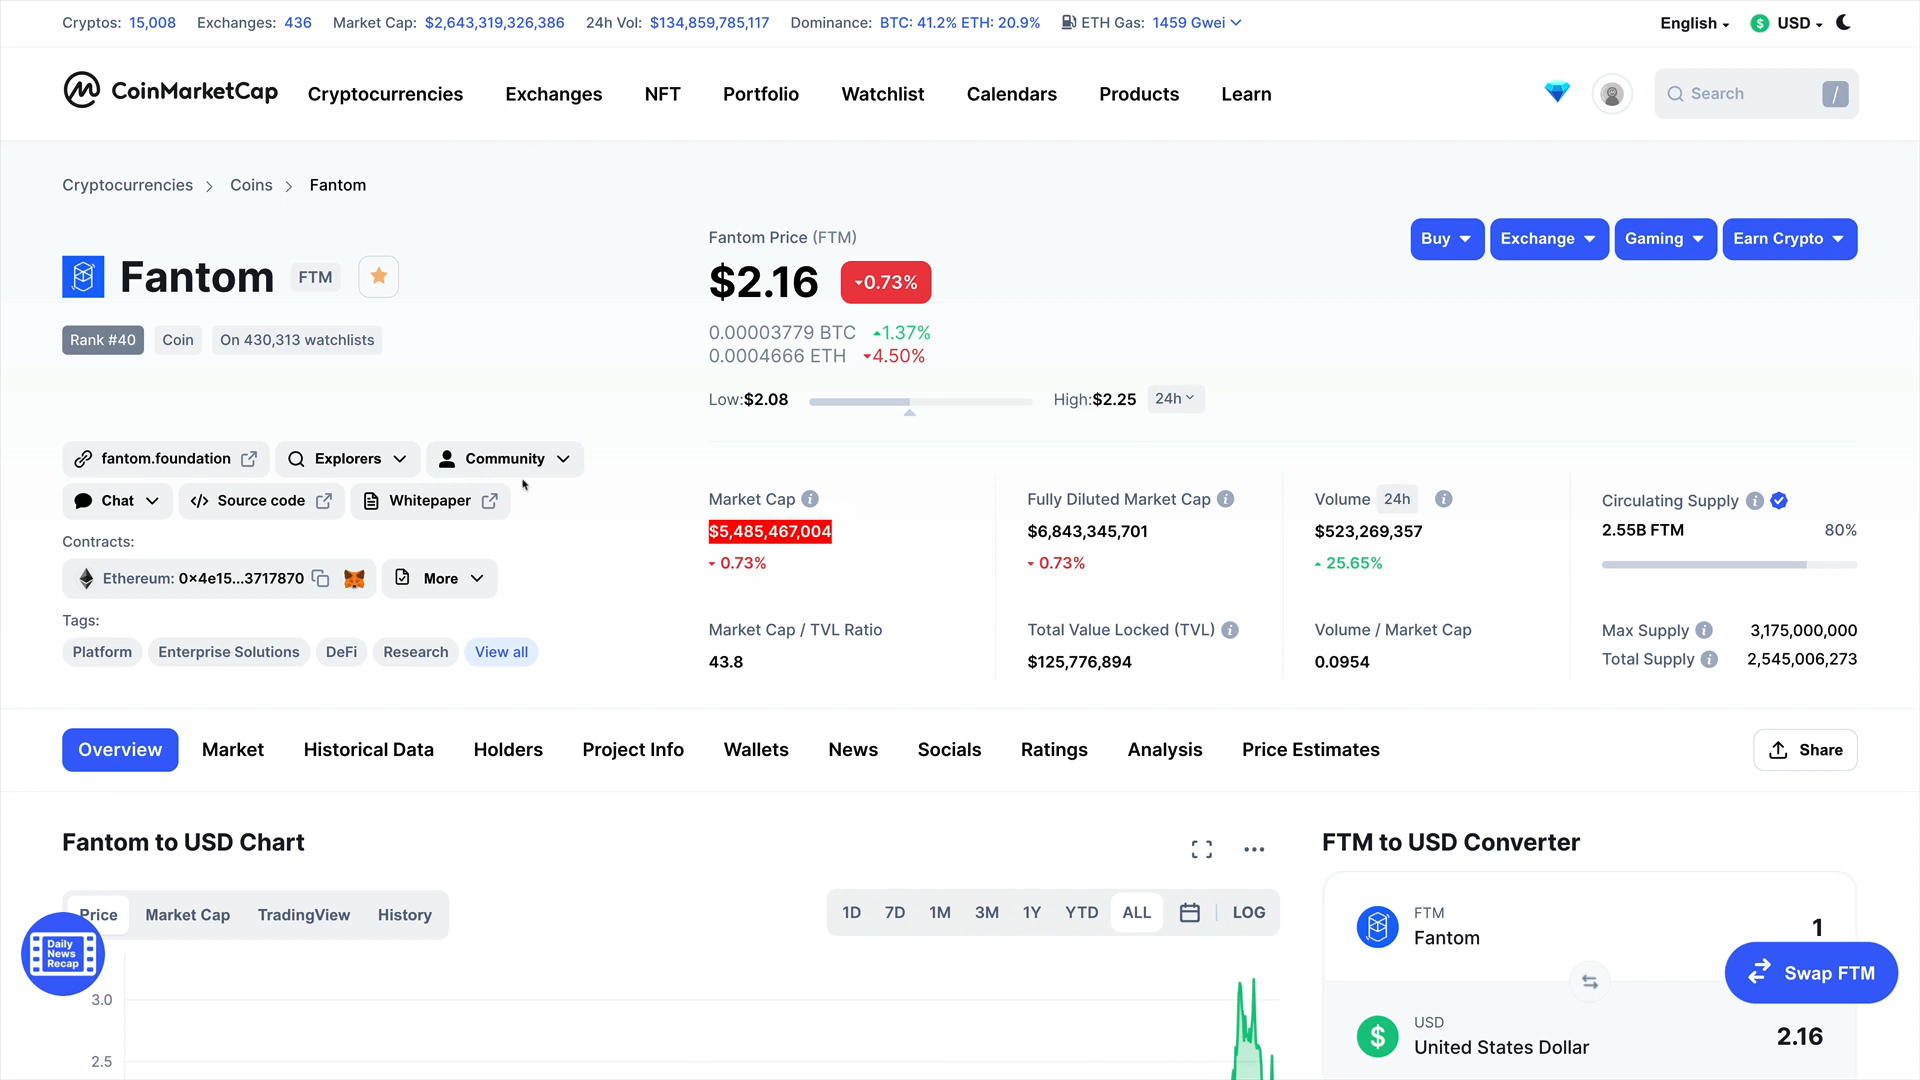 Cryptos: 15,008 Exchanges: 436 Market Cap: $2,643,319,326,386 24h Vol: $134,859,785,117 Dominance: BTC: 41.2% ETH: 20.9% ETH Gas: 1459 Gwei English USD
CoinMarketCap Cryptocurrencies Exchanges NFT Portfolio Watchlist Calendars Products Learn Search /
Cryptocurrencies > Coins > Fantom
Fantom FTM
Rank #40 Coin On 430,313 watchlists
fantom.foundation Explorers Community
Chat Source code Whitepaper
Contracts:
Ethereum: 0x4e15...3717870 More
Tags:
Platform Enterprise Solutions DeFi Research View all
Fantom Price (FTM)
$2.16 0.73%
0.00003779 BTC 1.37%
0.0004666 ETH 4.50%
Low:$2.08 High:$2.25 24h
Buy Exchange Gaming Earn Crypto
Market Cap
$5,485,467,004
0.73%
Fully Diluted Market Cap
$6,843,345,701
0.73%
Volume 24h
$523,269,357
25.65%
Circulating Supply
2.55B FTM 80%
Market Cap / TVL Ratio
43.8
Total Value Locked (TVL)
$125,776,894
Volume / Market Cap
0.0954
Max Supply 3,175,000,000
Total Supply 2,545,006,273
Overview Market Historical Data Holders Project Info Wallets News Socials Ratings Analysis Price Estimates Share
Fantom to USD Chart
Price Market Cap TradingView History
1D 7D 1M 3M 1Y YTD ALL LOG
3.0
2.5
Daily
News
Recap
FTM to USD Converter
FTM
Fantom 1
Swap FTM
USD
United States Dollar 2.16